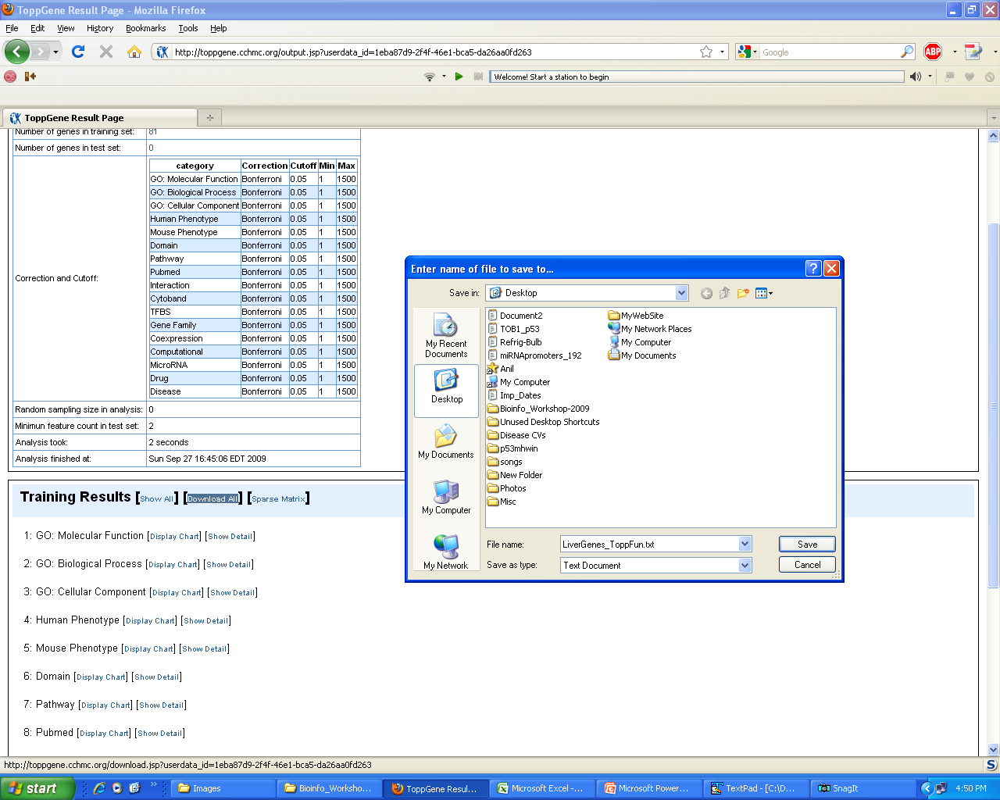 ToppGene Result Page - Mozilla Firefox
File Edit View History Bookmarks Tools Help
http://toppgene.cchmc.org/output.jsp?userdata_id=1eba87d9-2f4f-46e1-bca5-da26aa0fd263
Google
ABP
Welcome! Start a station to begin
ToppGene Result Page
Number of genes in training set: 81
Number of genes in test set: 0
Correction and Cutoff:
category Correction Cutoff Min Max
GO: Molecular Function Bonferroni 0.05 1 1500
GO: Biological Process Bonferroni 0.05 1 1500
GO: Cellular Component Bonferroni 0.05 1 1500
Human Phenotype Bonferroni 0.05 1 1500
Mouse Phenotype Bonferroni 0.05 1 1500
Domain Bonferroni 0.05 1 1500
Pathway Bonferroni 0.05 1 1500
Pubmed Bonferroni 0.05 1 1500
Interaction Bonferroni 0.05 1 1500
Cytoband Bonferroni 0.05 1 1500
TFBS Bonferroni 0.05 1 1500
Gene Family Bonferroni 0.05 1 1500
Coexpression Bonferroni 0.05 1 1500
Computational Bonferroni 0.05 1 1500
MicroRNA Bonferroni 0.05 1 1500
Drug Bonferroni 0.05 1 1500
Disease Bonferroni 0.05 1 1500
Random sampling size in analysis: 0
Minimun feature count in test set: 2
Analysis took: 2 seconds
Analysis finished at: Sun Sep 27 16:45:06 EDT 2009
Training Results [Show All] [Download All] [Sparse Matrix]
1: GO: Molecular Function [Display Chart] [Show Detail]
2: GO: Biological Process [Display Chart] [Show Detail]
3: GO: Cellular Component [Display Chart] [Show Detail]
4: Human Phenotype [Display Chart] [Show Detail]
5: Mouse Phenotype [Display Chart] [Show Detail]
6: Domain [Display Chart] [Show Detail]
7: Pathway [Display Chart] [Show Detail]
8: Pubmed [Display Chart] [Show Detail]
Enter name of file to save to...
Save in: Desktop
My Recent
Documents
Desktop
My Documents
My Computer
My Network
Document2
TOB1_p53
Refrig-Bulb
miRNApromoters_192
Anil
My Computer
Imp_Dates
Bioinfo_Workshop-2009
Unused Desktop Shortcuts
Disease CVs
p53mhwin
songs
New Folder
Photos
Misc
MyWebSite
My Network Places
My Computer
My Documents
File name: LiverGenes_ToppFun.txt Save
Save as type: Text Document Cancel
http://toppgene.cchmc.org/download.jsp?userdata_id=1eba87d9-2f4f-46e1-bca5-da26aa0fd263
start Images Bioinfo_Worksho... ToppGene Resul... Microsoft Excel -... Microsoft Power... TextPad - [C:\D... SnagIt 4:50 PM